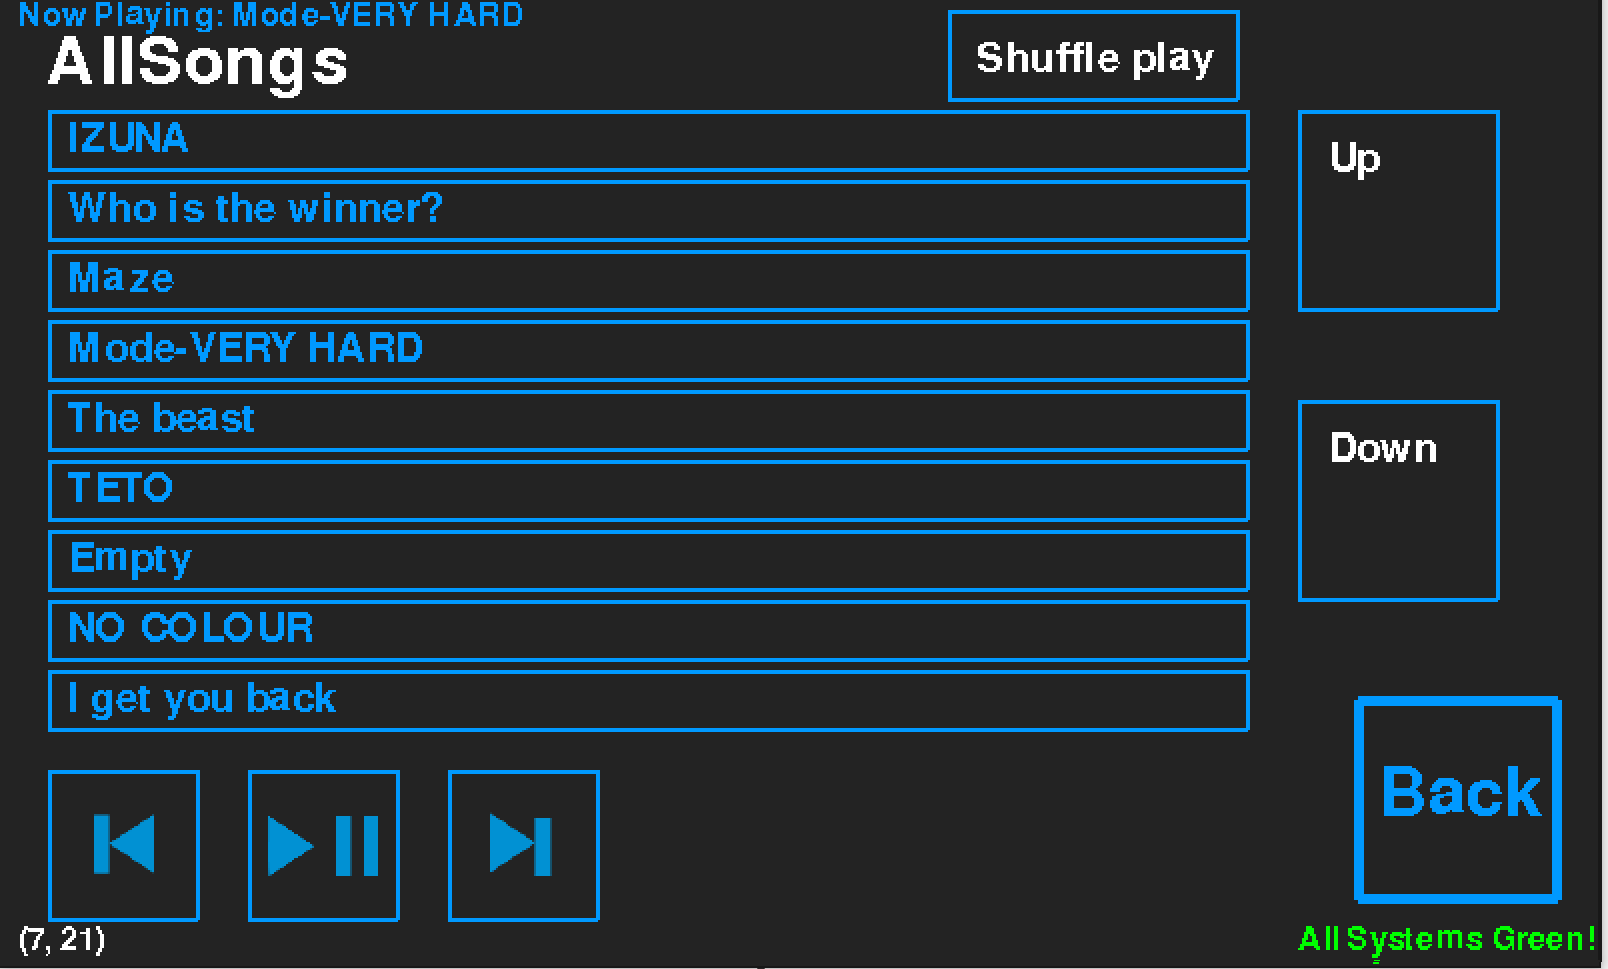 Now Playing: Mode-VERY HARD
AllSongs
Shuffle play
IZUNA
Who is the winner?
Maze
Mode-VERY HARD
The beast
TETO
Empty
NO COLOUR
I get you back
Up
Down
Back
(7, 21)
All Systems Green!